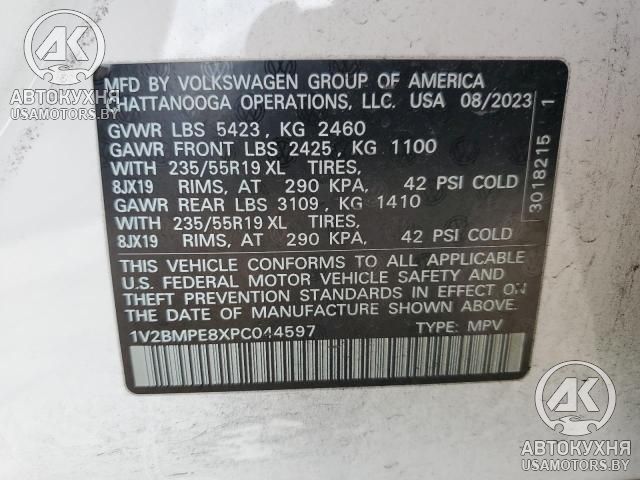 MFD BY VOLKSWAGEN GROUP OF AMERICA
CHATTANOOGA OPERATIONS, LLC. USA 08/2023
GVWR LBS 5423, KG 2460
GAWR FRONT LBS 2425, KG 1100
WITH 235/55R19 XL TIRES,
8JX19 RIMS, AT 290 KPA, 42 PSI COLD
GAWR REAR LBS 3109, KG 1410
WITH 235/55R19 XL TIRES,
8JX19 RIMS, AT 290 KPA, 42 PSI COLD
THIS VEHICLE CONFORMS TO ALL APPLICABLE
U.S. FEDERAL MOTOR VEHICLE SAFETY AND
THEFT PREVENTION STANDARDS IN EFFECT ON
THE DATE OF MANUFACTURE SHOWN ABOVE.
1V2BMPE8XPC044597 TYPE: MPV
3018215 1
АК
АВТОКУХНЯ
USAMOTORS.BY
АК
АВТОКУХНЯ
USAMOTORS.BY